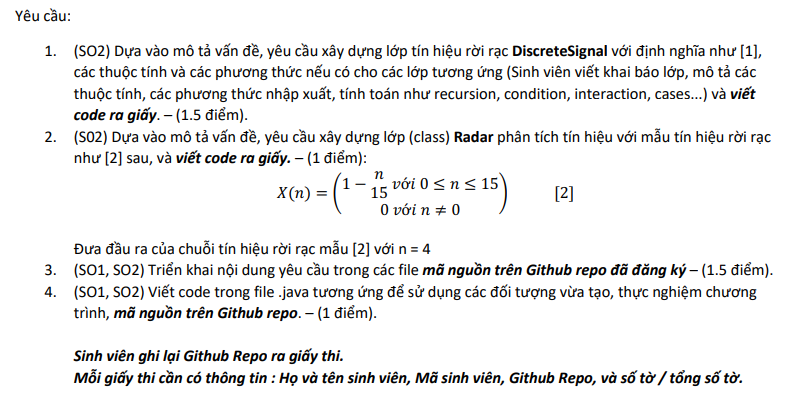 Yêu cầu:
1. (SO2) Dựa vào mô tả vấn đề, yêu cầu xây dựng lớp tín hiệu rời rạc DiscreteSignal với định nghĩa như [1],
các thuộc tính và các phương thức nếu có cho các lớp tương ứng (Sinh viên viết khai báo lớp, mô tả các
thuộc tính, các phương thức nhập xuất, tính toán như recursion, condition, interaction, cases...) và viết
code ra giấy. – (1.5 điểm).
2. (S02) Dựa vào mô tả vấn đề, yêu cầu xây dựng lớp (class) Radar phân tích tín hiệu với mẫu tín hiệu rời rạc
như [2] sau, và viết code ra giấy. – (1 điểm):
X(n) = (1 − n/15 với 0 ≤ n ≤ 15
0 với n ≠ 0) [2]
Đưa đầu ra của chuỗi tín hiệu rời rạc mẫu [2] với n = 4
3. (SO1, SO2) Triển khai nội dung yêu cầu trong các file mã nguồn trên Github repo đã đăng ký – (1.5 điểm).
4. (SO1, SO2) Viết code trong file .java tương ứng để sử dụng các đối tượng vừa tạo, thực nghiệm chương
trình, mã nguồn trên Github repo. – (1 điểm).
Sinh viên ghi lại Github Repo ra giấy thi.
Mỗi giấy thi cần có thông tin : Họ và tên sinh viên, Mã sinh viên, Github Repo, và số tờ / tổng số tờ.